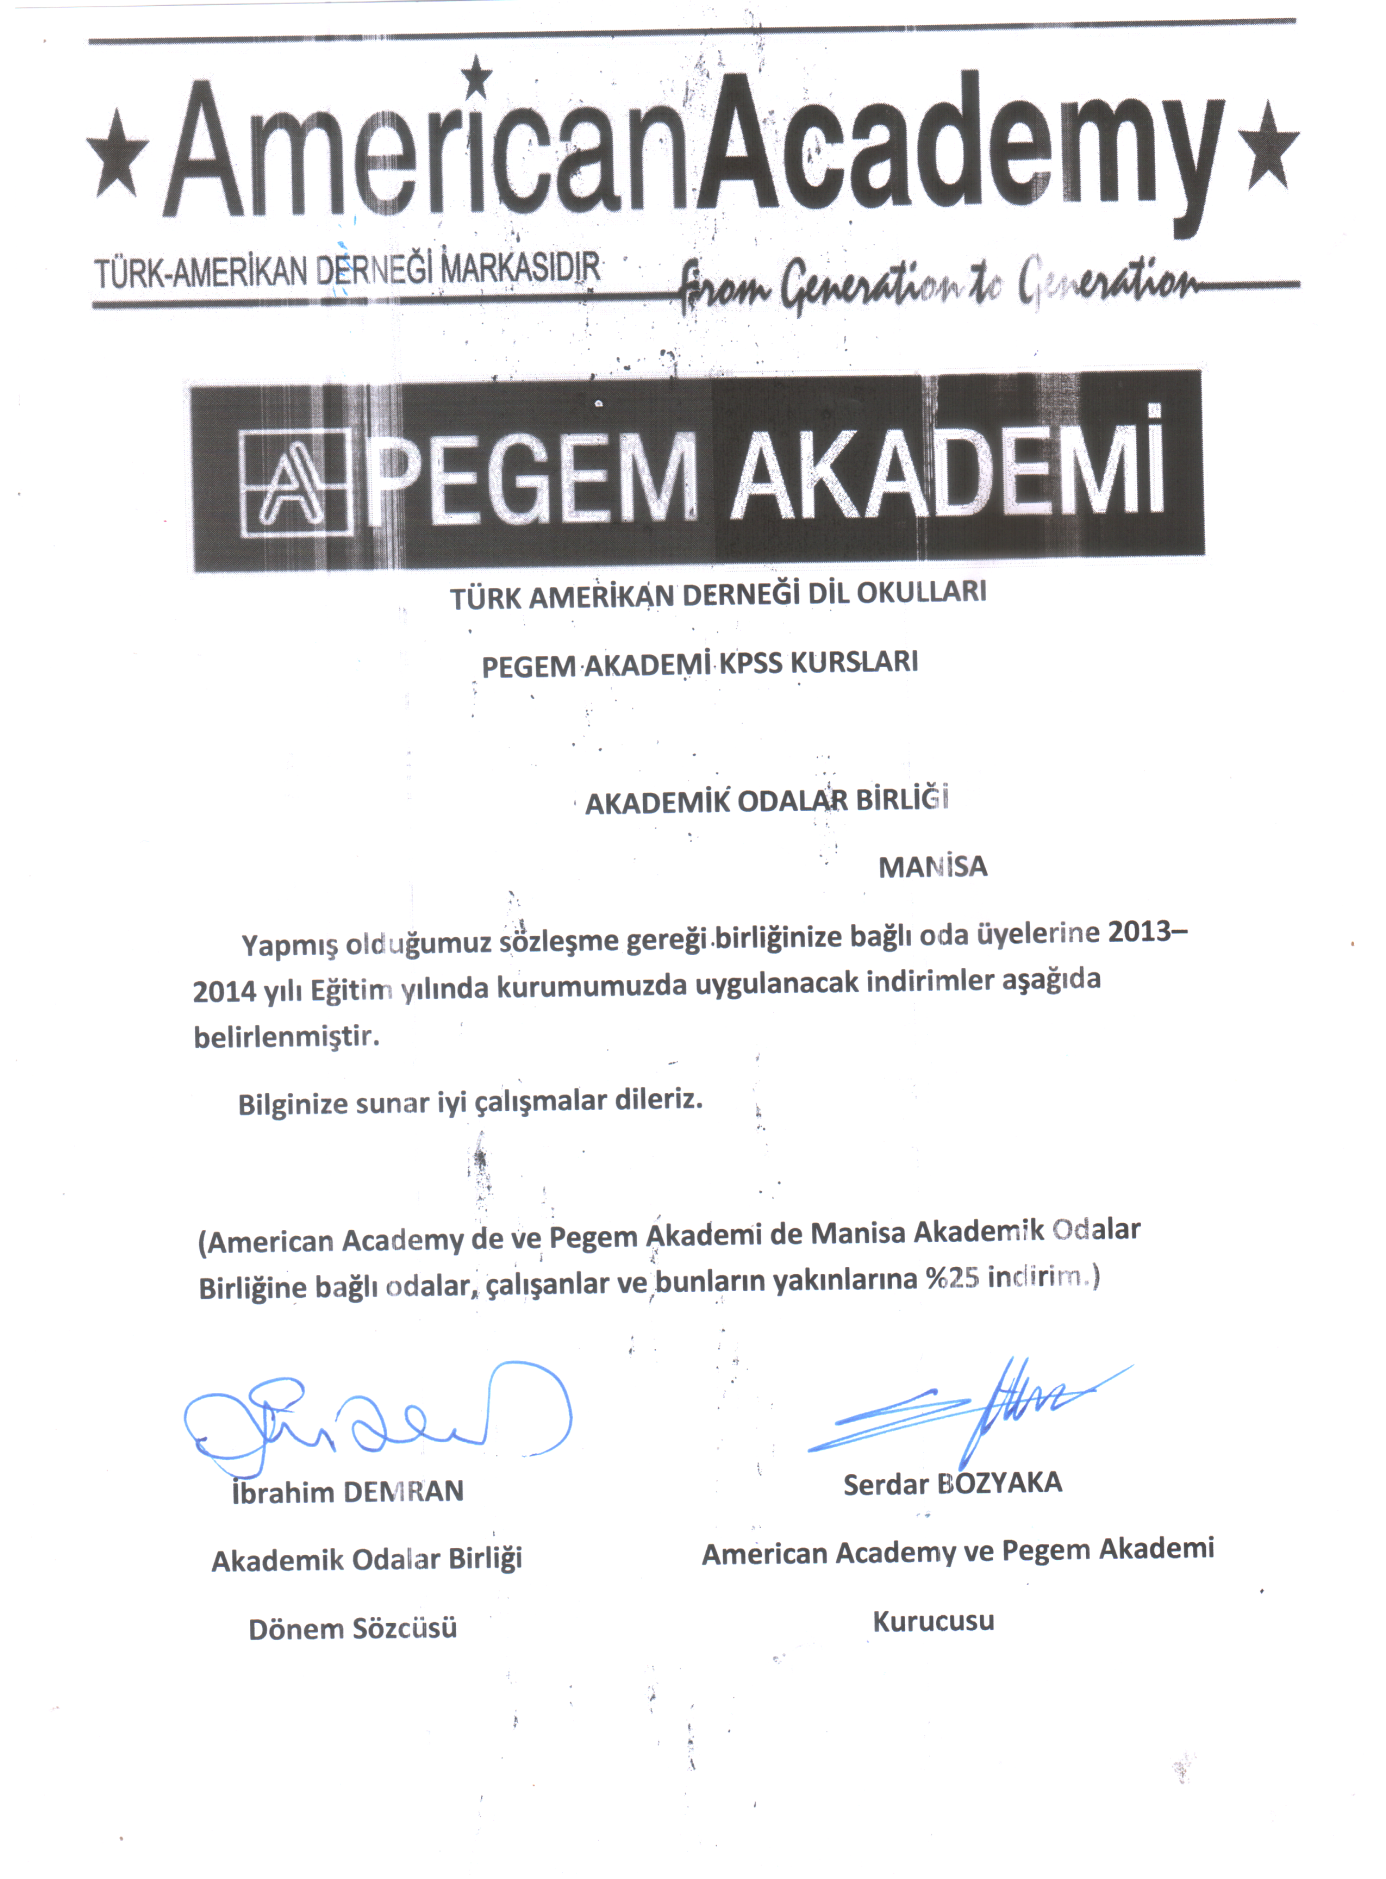 AmericanAcademy
TÜRK-AMERİKAN DERNEĞİ MARKASIDIR
from Generation to Generation
PEGEM AKADEMİ
TÜRK AMERİKAN DERNEĞİ DİL OKULLARI
PEGEM AKADEMİ KPSS KURSLARI
AKADEMİK ODALAR BİRLİĞİ
MANİSA
Yapmış olduğumuz sözleşme gereği birliğinize bağlı oda üyelerine 2013–
2014 yılı Eğitim yılında kurumumuzda uygulanacak indirimler aşağıda
belirlenmiştir.
Bilginize sunar iyi çalışmalar dileriz.
(American Academy de ve Pegem Akademi de Manisa Akademik Odalar
Birliğine bağlı odalar, çalışanlar ve bunların yakınlarına %25 indirim.)
İbrahim DEMRAN
Serdar BOZYAKA
Akademik Odalar Birliği
American Academy ve Pegem Akademi
Dönem Sözcüsü
Kurucusu